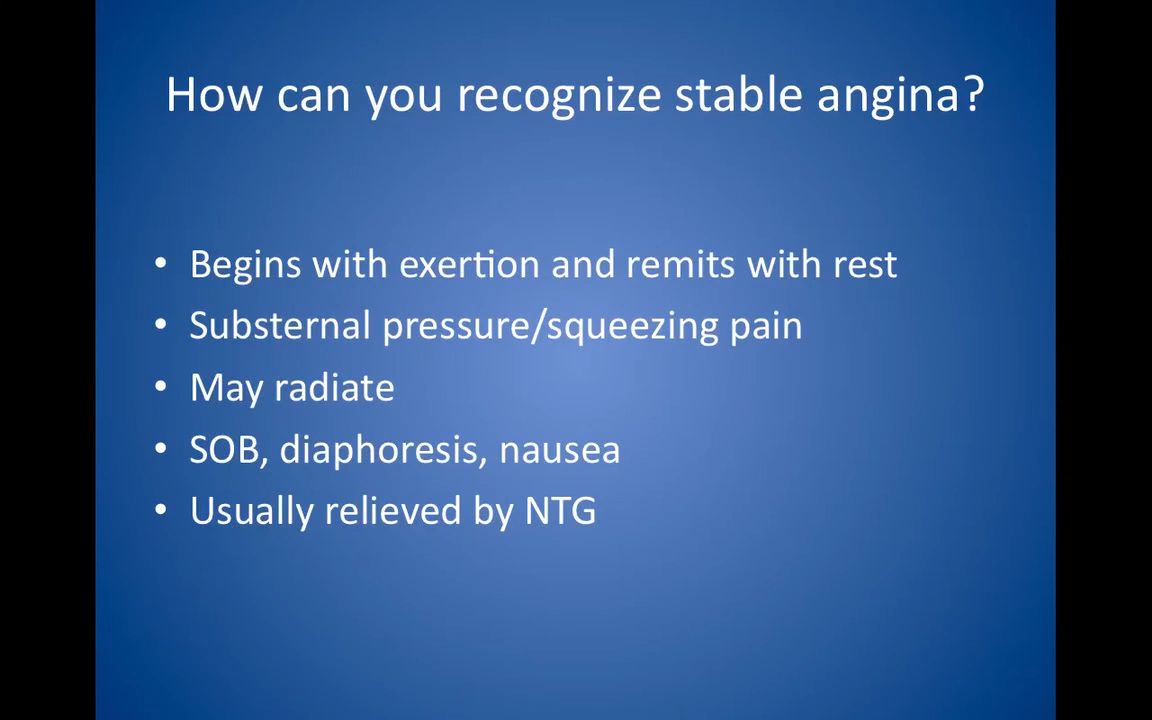 How can you recognize stable angina?
• Begins with exertion and remits with rest
• Substernal pressure/squeezing pain
• May radiate
• SOB, diaphoresis, nausea
• Usually relieved by NTG